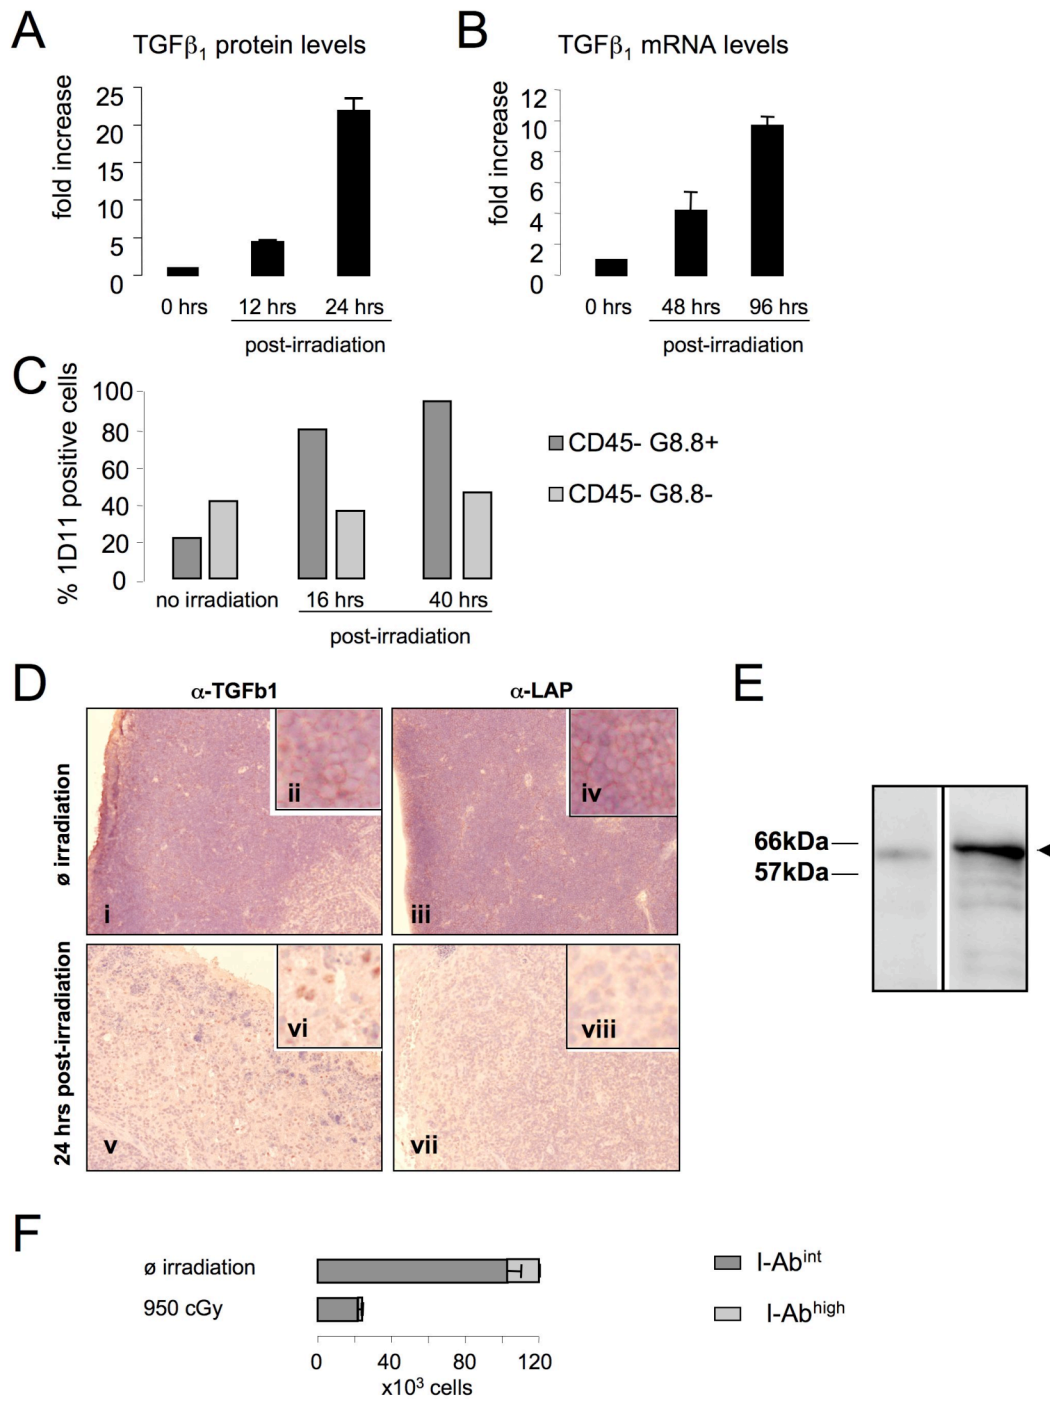 A
TGFβ₁ protein levels
fold increase
25
20
15
10
5
0
0 hrs
12 hrs
24 hrs
post-irradiation
B
TGFβ₁ mRNA levels
fold increase
12
10
8
6
4
2
0
0 hrs
48 hrs
96 hrs
post-irradiation
C
% 1D11 positive cells
100
80
60
40
20
0
no irradiation
16 hrs
40 hrs
post-irradiation
CD45- G8.8+
CD45- G8.8-
D
α-TGFb1
α-LAP
ø irradiation
i
ii
iii
iv
24 hrs post-irradiation
v
vi
vii
viii
E
66kDa
57kDa
F
ø irradiation
950 cGy
0
40
80
120
x10³ cells
I-Abⁱⁿᵗ
I-Abʰⁱᵍʰ